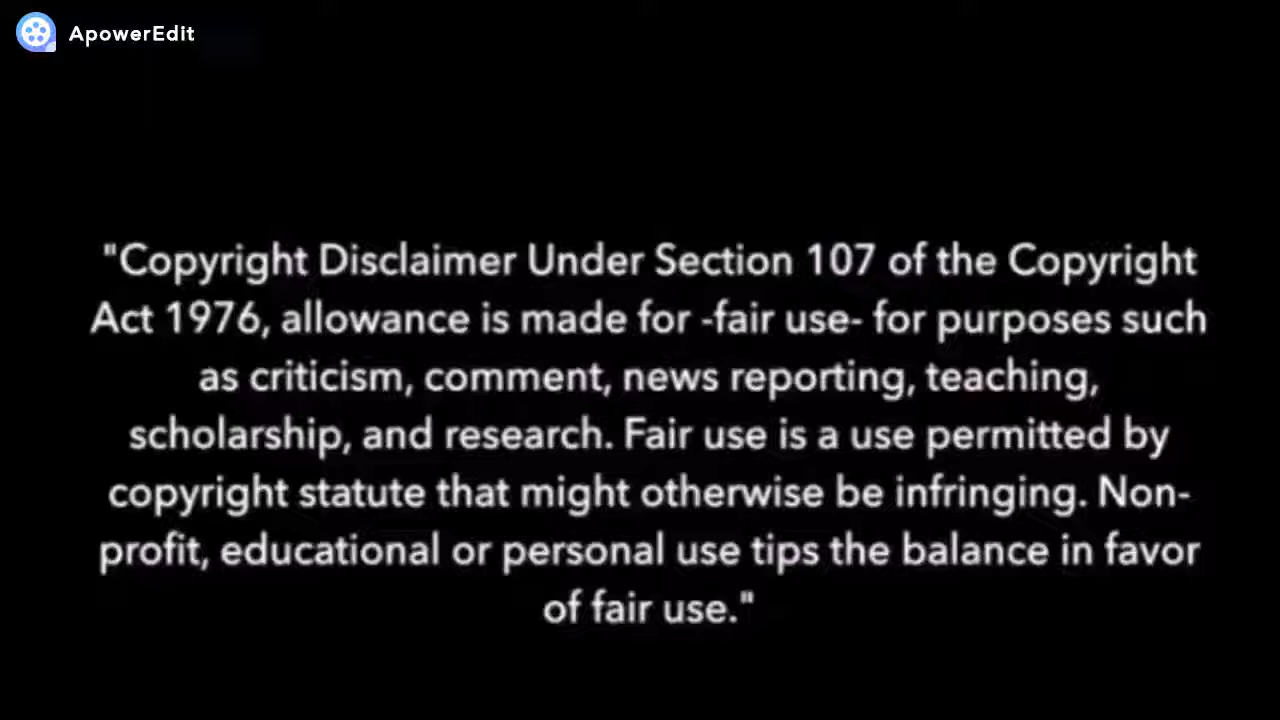 ApowerEdit
"Copyright Disclaimer Under Section 107 of the Copyright
Act 1976, allowance is made for -fair use- for purposes such
as criticism, comment, news reporting, teaching,
scholarship, and research. Fair use is a use permitted by
copyright statute that might otherwise be infringing. Non-
profit, educational or personal use tips the balance in favor
of fair use."